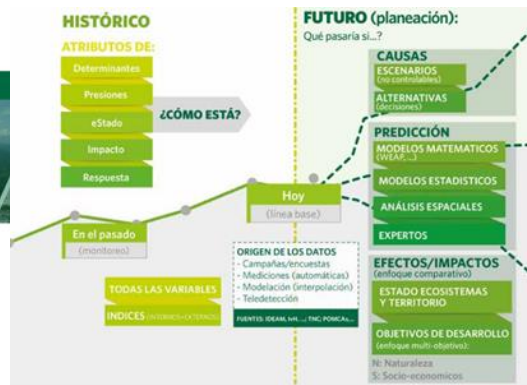 HISTÓRICO
ATRIBUTOS DE:
Determinantes
Presiones
eStado
Impacto
Respuesta
¿CÓMO ESTÁ?
En el pasado
(monitoreo)
Hoy
(línea base)
TODAS LAS VARIABLES
INDICES
ORIGEN DE LOS DATOS
- Campañas/encuestas
- Mediciones (automáticas)
- Modelación (interpolación)
- Teledetección
FUENTES: IDEAM, IvH, ...; TNC; POMCAs,...
FUTURO (planeación):
Qué pasaría si...?
CAUSAS
ESCENARIOS
(no controlables)
ALTERNATIVAS
(decisiones)
PREDICCIÓN
MODELOS MATEMATICOS
(WEAP, ...)
MODELOS ESTADISTICOS
ANÁLISIS ESPACIALES
EXPERTOS
EFECTOS/IMPACTOS
(enfoque comparativo)
ESTADO ECOSISTEMAS
Y TERRITORIO
OBJETIVOS DE DESARROLLO
(enfoque multi-objetivo):
N: Naturaleza
S: Socio-economicos